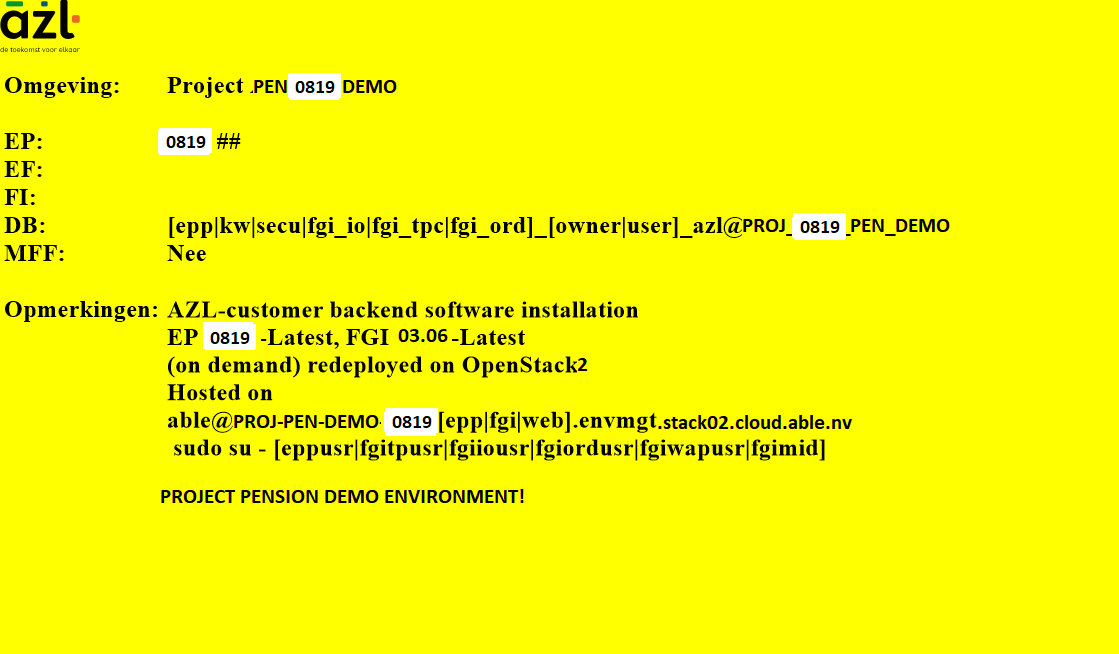 azl
de toekomst voor elkaar
Omgeving: Project .PEN 0819 DEMO
EP: 0819 ##
EF:
FI:
DB: [epp|kw|secu|fgi_io|fgi_tpc|fgi_ord]_[owner|user]_azl@PROJ_ 0819 _PEN_DEMO
MFF: Nee
Opmerkingen: AZL-customer backend software installation
EP 0819 -Latest, FGI 03.06 -Latest
(on demand) redeployed on OpenStack2
Hosted on
able@PROJ-PEN-DEMO- 0819 [epp|fgi|web].envmgt.stack02.cloud.able.nv
sudo su - [eppusr|fgitpusr|fgiiousr|fgiordusr|fgiwapusr|fgimid]
PROJECT PENSION DEMO ENVIRONMENT!